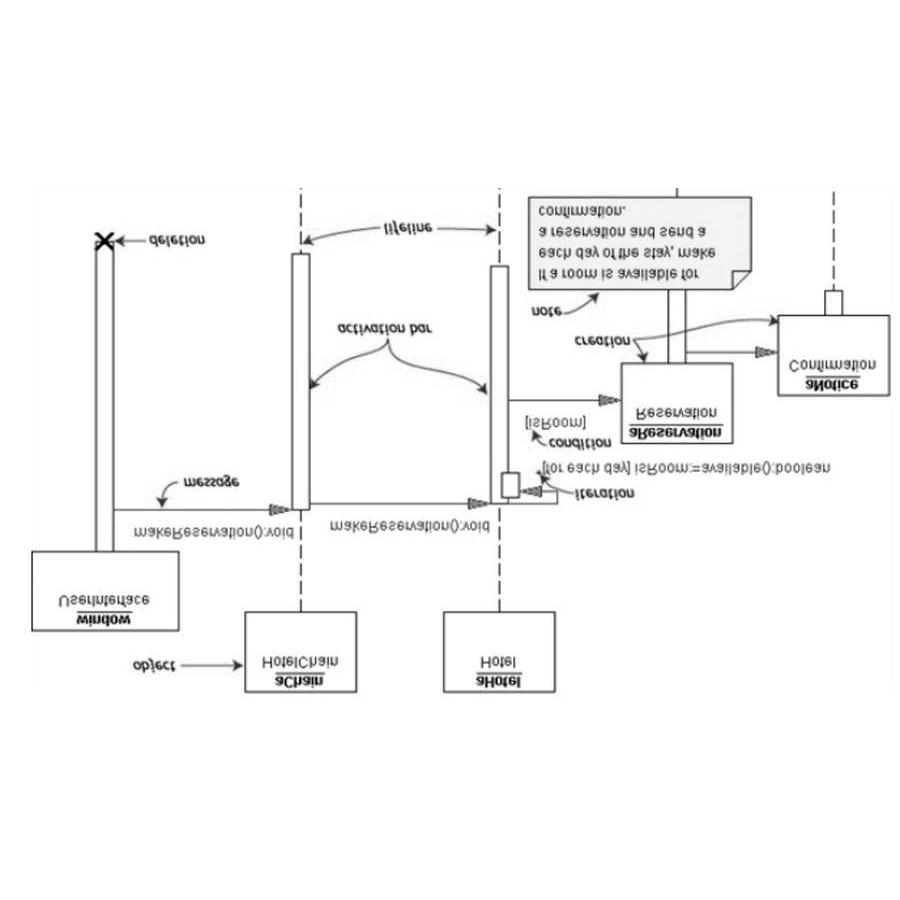 object
aChain
HotelChain
aHotel
Hotel
window
UserInterface
makeReservation():void
makeReservation():void
message
iteration
[for each day] isRoom:=available():boolean
condition
[isRoom]
aReservation
Reservation
aNotice
Confirmation
creation
activation bar
note
If a room is available for
each day of the stay, make
a reservation and send a
confirmation.
lifeline
deletion